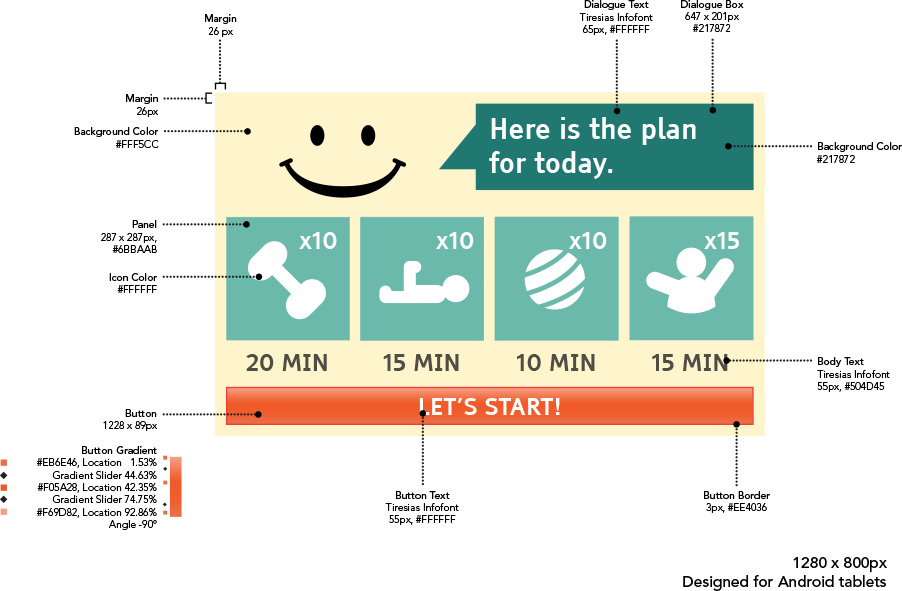 Margin
26 px
Dialogue Text
Tiresias Infofont
65px, #FFFFFF
Dialogue Box
647 x 201px
#217872
Margin
26px
Background Color
#FFF5CC
Here is the plan
for today.
Background Color
#217872
Panel
287 x 287px,
#6BBAAB
Icon Color
#FFFFFF
x10
x10
x10
x15
20 MIN
15 MIN
10 MIN
15 MIN
Body Text
Tiresias Infofont
55px, #504D45
LET'S START!
Button
1228 x 89px
Button Gradient
#EB6E46, Location 1.53%
Gradient Slider 44.63%
#F05A28, Location 42.35%
Gradient Slider 74.75%
#F69D82, Location 92.86%
Angle -90°
Button Text
Tiresias Infofont
55px, #FFFFFF
Button Border
3px, #EE4036
1280 x 800px
Designed for Android tablets